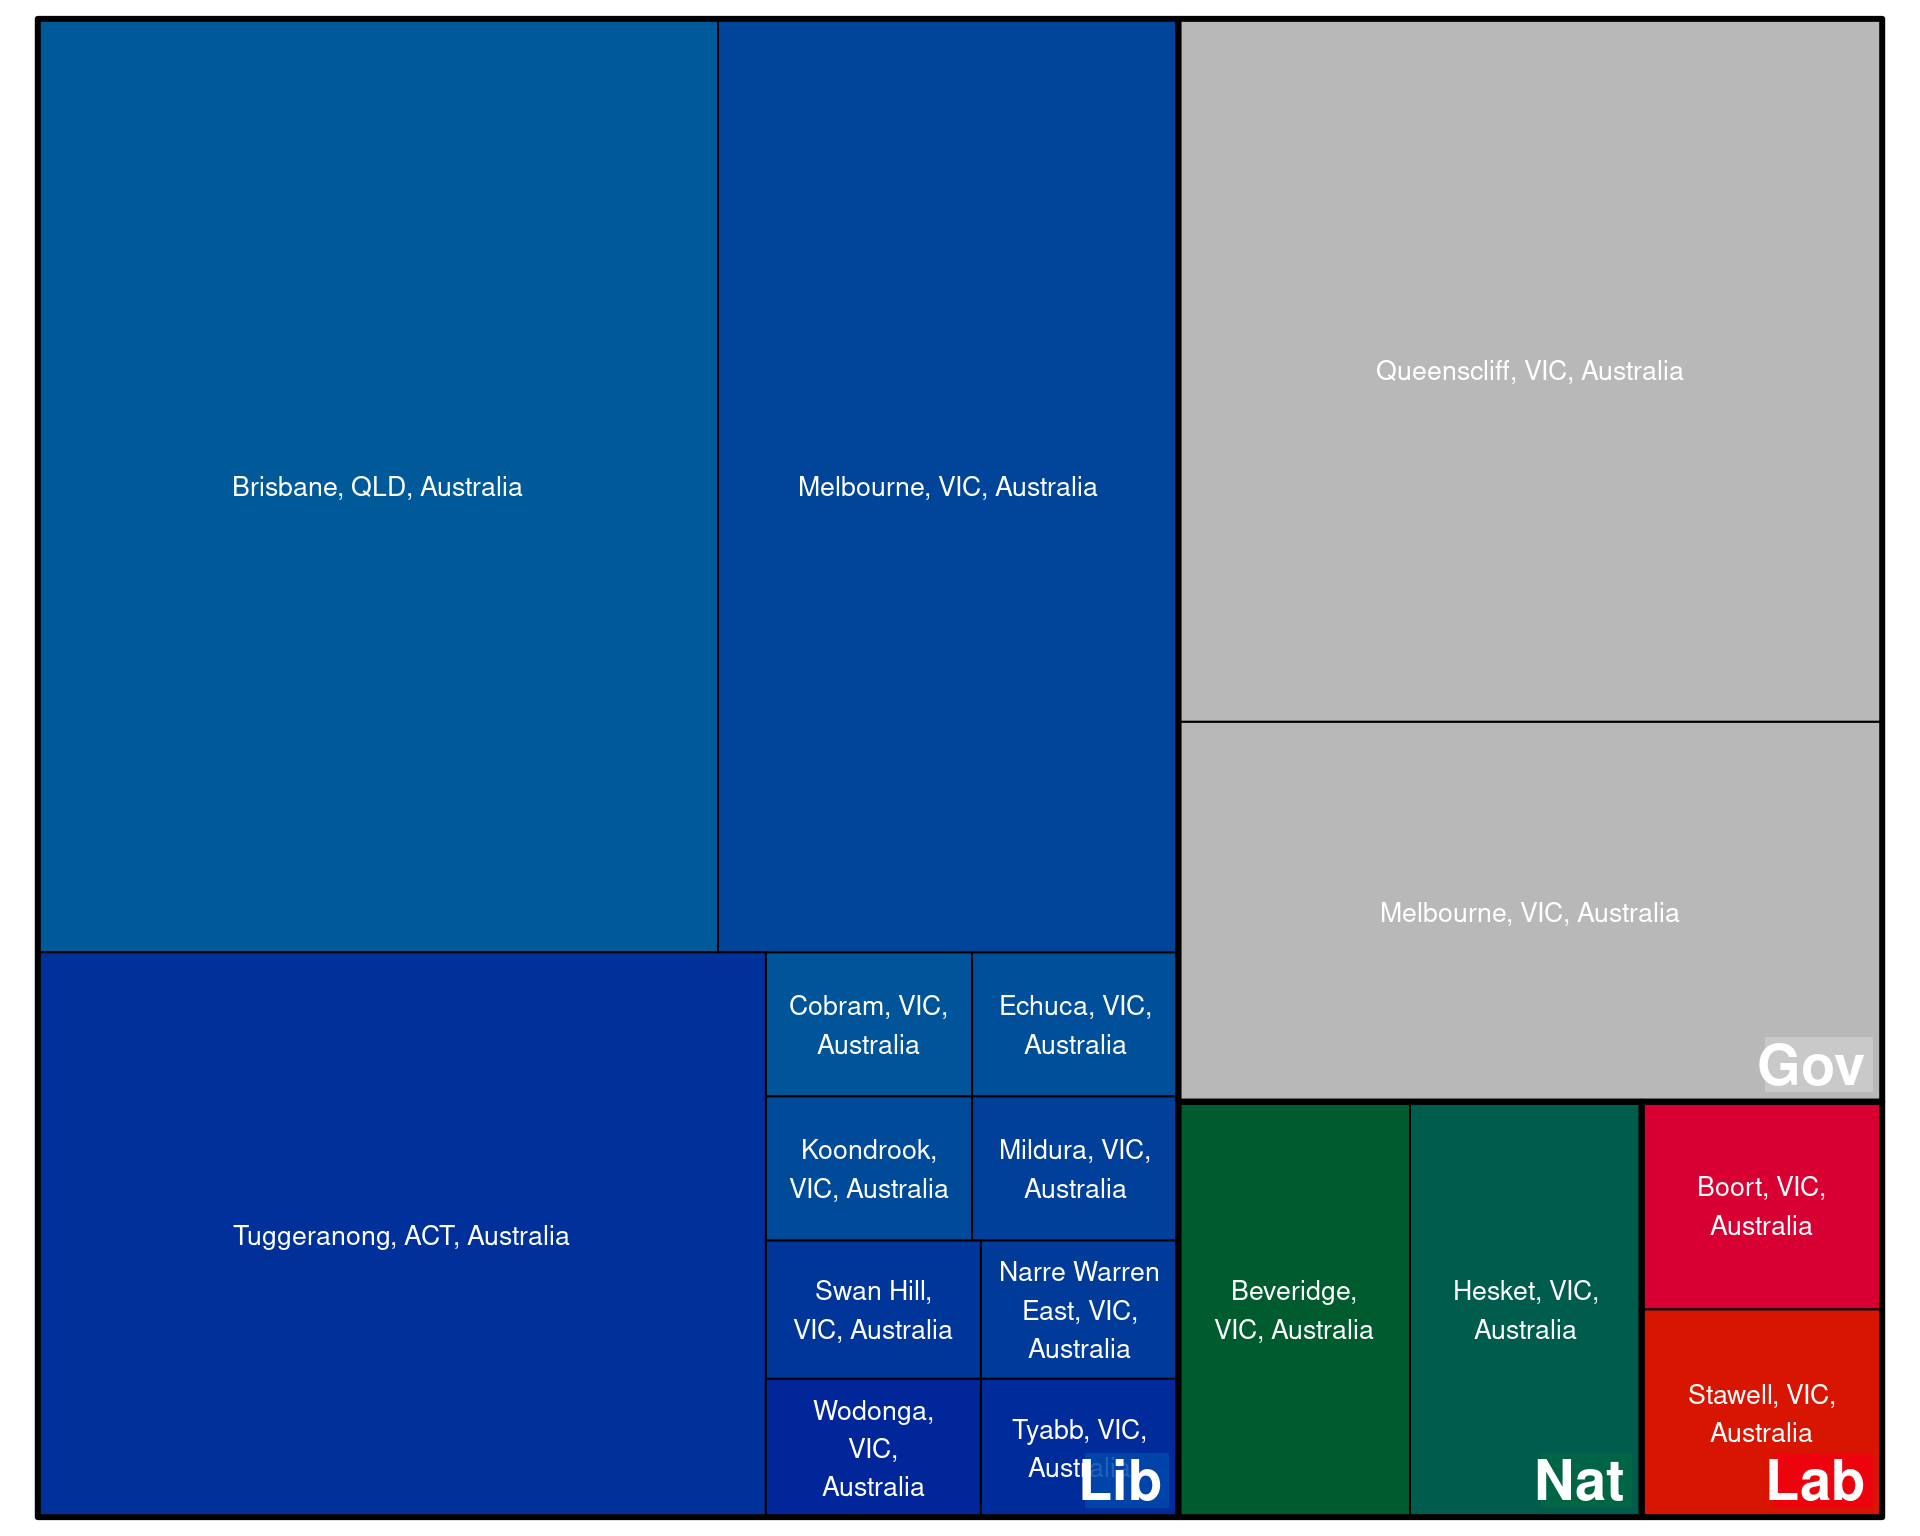 Brisbane, QLD, Australia
Melbourne, VIC, Australia
Queenscliff, VIC, Australia
Melbourne, VIC, Australia
Gov
Tuggeranong, ACT, Australia
Cobram, VIC,
Australia
Echuca, VIC,
Australia
Koondrook,
VIC, Australia
Mildura, VIC,
Australia
Swan Hill,
VIC, Australia
Narre Warren
East, VIC,
Australia
Wodonga,
VIC,
Australia
Tyabb, VIC,
Australia
Lib
Beveridge,
VIC, Australia
Hesket, VIC,
Australia
Nat
Boort, VIC,
Australia
Stawell, VIC,
Australia
Lab